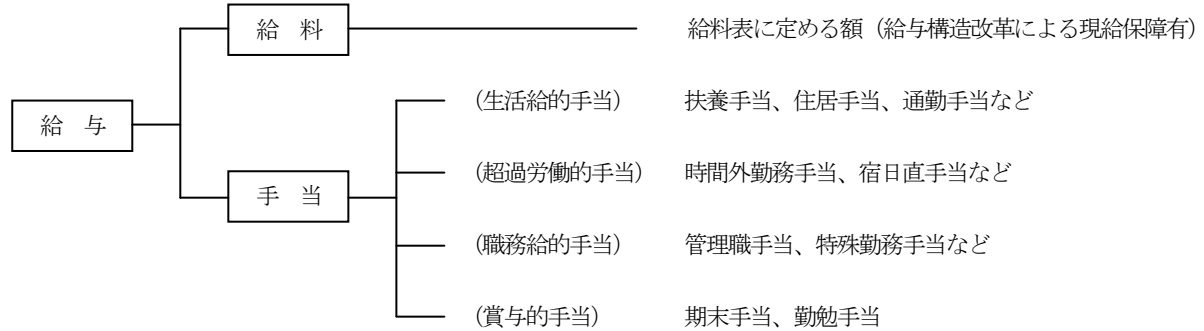 給　料　給料表に定める額（給与構造改革による現給保障有）
（生活給的手当）　扶養手当、住居手当、通勤手当など
給　与
（超過労働的手当）　時間外勤務手当、宿日直手当など
手　当
（職務給的手当）　管理職手当、特殊勤務手当など
（賞与的手当）　期末手当、勤勉手当